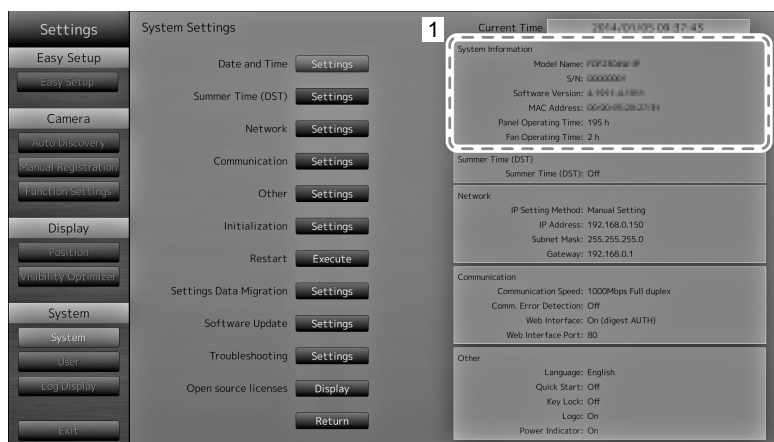 Settings
Easy Setup
Easy Setup
Camera
Auto Discovery
Manual Registration
Function Settings
Display
Position
Visibility Optimizer
System
System
User
Log Display
Exit
System Settings
Date and Time Settings
Summer Time (DST) Settings
Network Settings
Communication Settings
Other Settings
Initialization Settings
Restart Execute
Settings Data Migration Settings
Software Update Settings
Troubleshooting Settings
Open source licenses Display
Return
1
Current Time
System Information
Model Name:
S/N:
Software Version:
MAC Address:
Panel Operating Time: 195 h
Fan Operating Time: 2 h
Summer Time (DST)
Summer Time (DST): Off
Network
IP Setting Method: Manual Setting
IP Address: 192.168.0.150
Subnet Mask: 255.255.255.0
Gateway: 192.168.0.1
Communication
Communication Speed: 1000Mbps Full duplex
Comm. Error Detection: Off
Web Interface: On (digest AUTH)
Web Interface Port: 80
Other
Language: English
Quick Start: Off
Key Lock: Off
Logo: On
Power Indicator: On